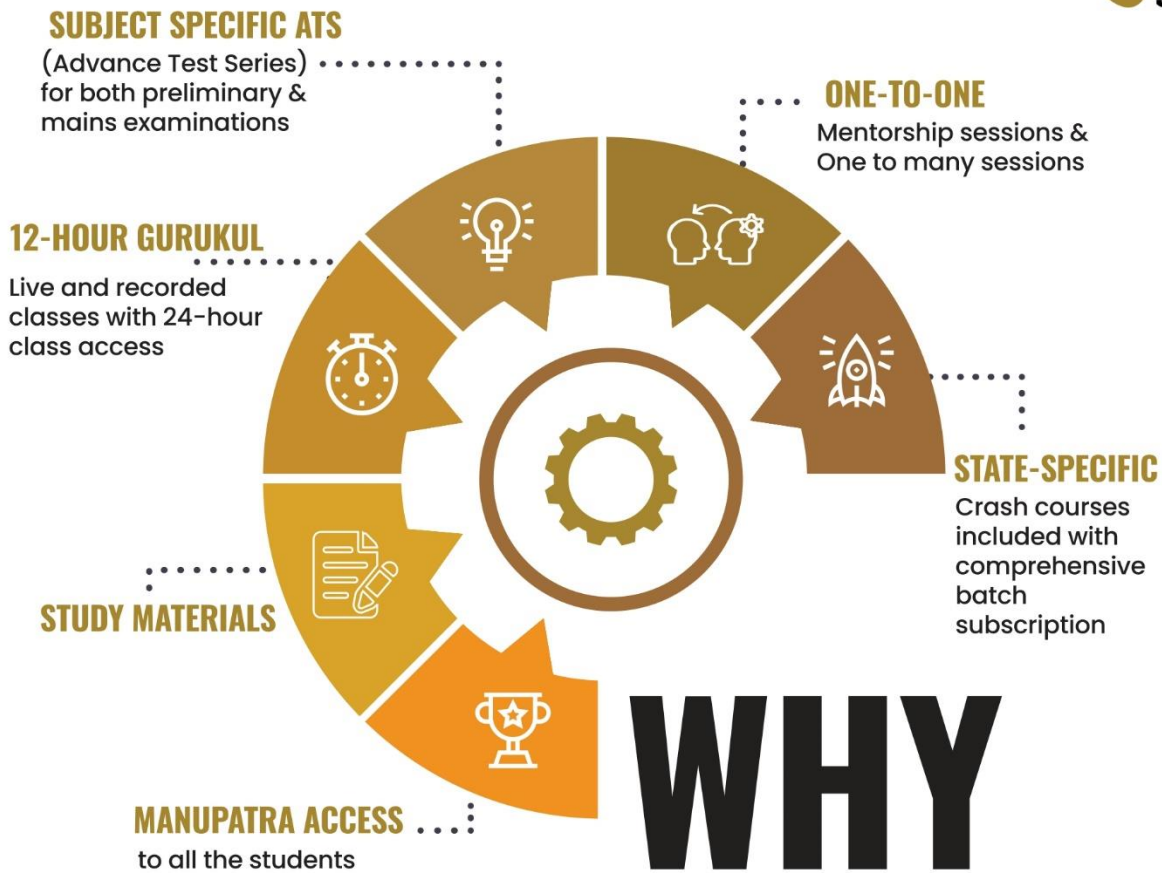 SUBJECT SPECIFIC ATS
(Advance Test Series)
for both preliminary &
mains examinations
ONE-TO-ONE
Mentorship sessions &
One to many sessions
12-HOUR GURUKUL
Live and recorded
classes with 24-hour
class access
STATE-SPECIFIC
Crash courses
included with
comprehensive
batch
subscription
STUDY MATERIALS
MANUPATRA ACCESS
to all the students
WHY